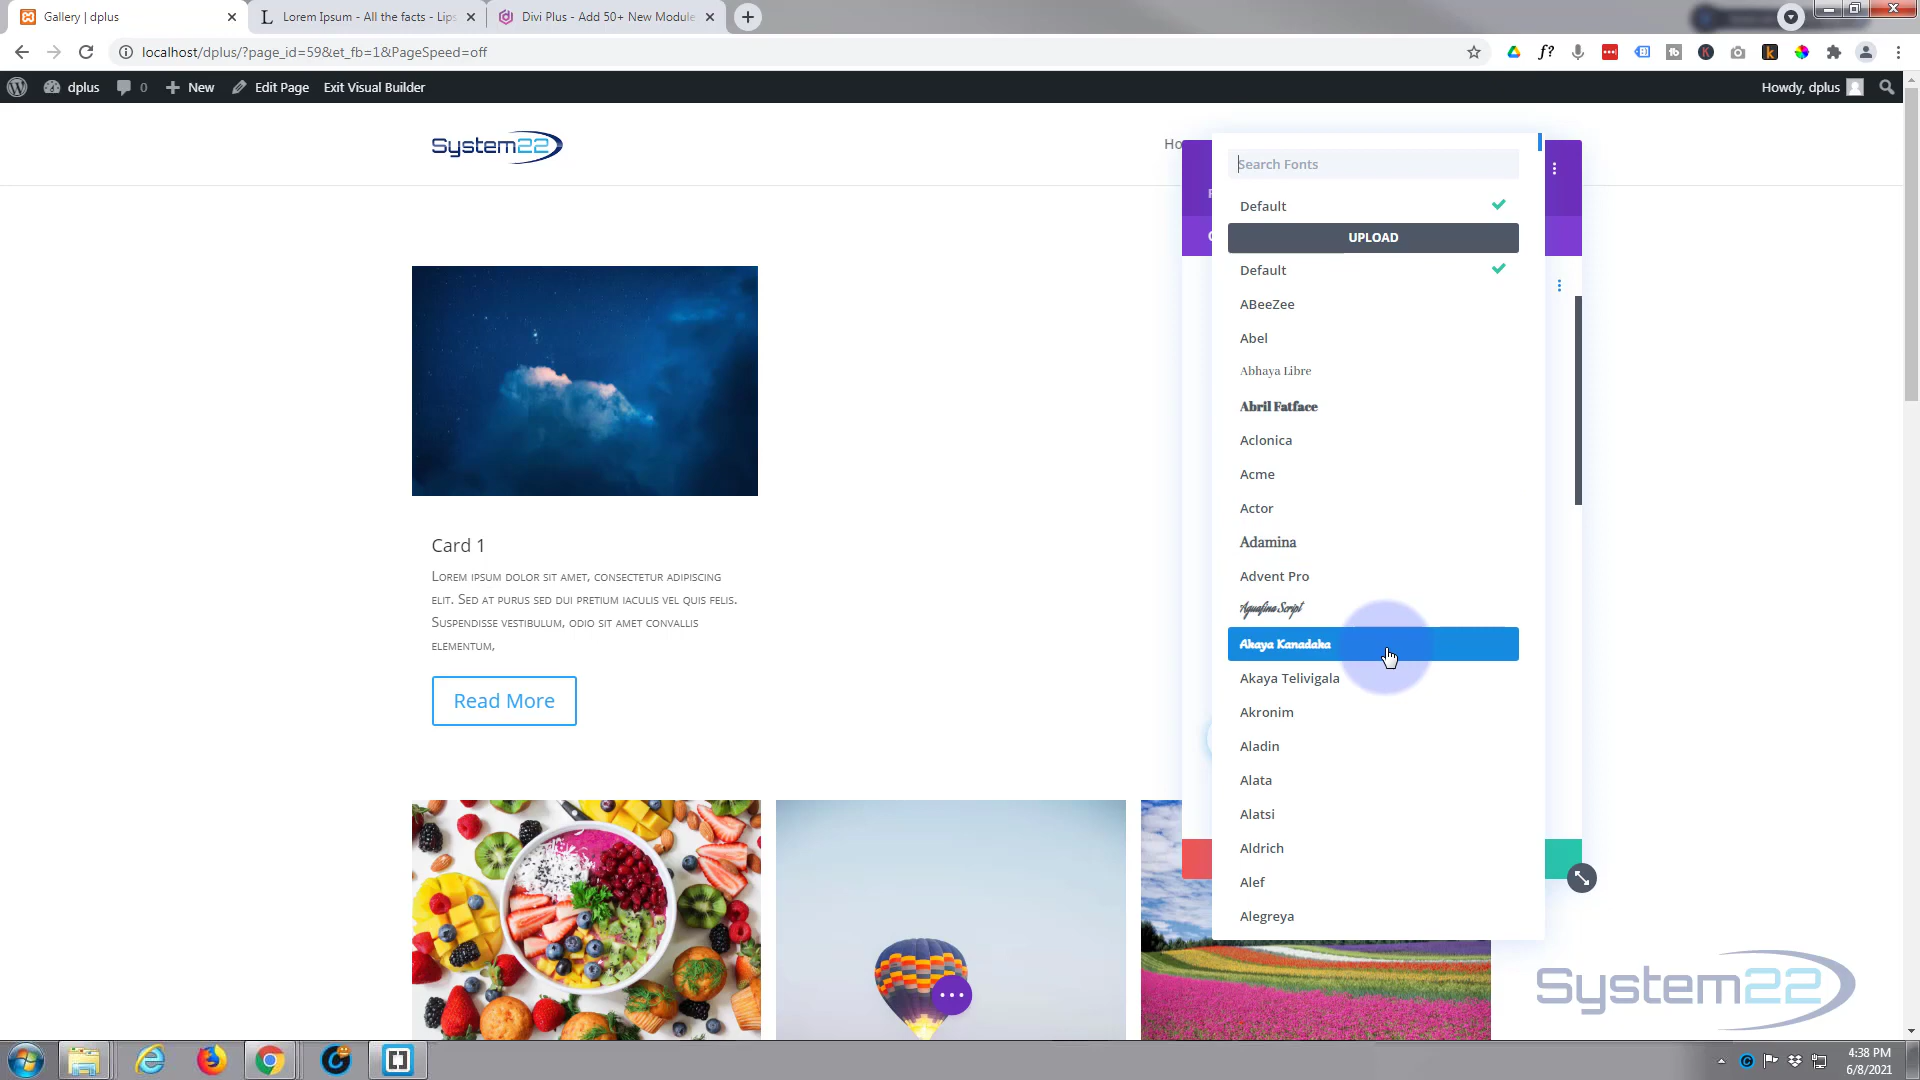 Gallery | dplus
Lorem Ipsum - All the facts - Lips
Divi Plus - Add 50+ New Module
localhost/dplus/?page_id=59&et_fb=1&PageSpeed=off
dplus
0
New
Edit Page
Exit Visual Builder
Howdy, dplus
System22
Ho
Search Fonts
Default
UPLOAD
Default
ABeeZee
Abel
Abhaya Libre
Abril Fatface
Aclonica
Acme
Actor
Adamina
Advent Pro
Aguafina Script
Akaya Kanadaka
Akaya Telivigala
Akronim
Aladin
Alata
Alatsi
Aldrich
Alef
Alegreya
Card 1
Lorem ipsum dolor sit amet, consectetur adipiscing
elit. Sed at purus sed dui pretium iaculis vel quis felis.
Suspendisse vestibulum, odio sit amet convallis
elementum,
Read More
System22
4:38 PM
6/8/2021